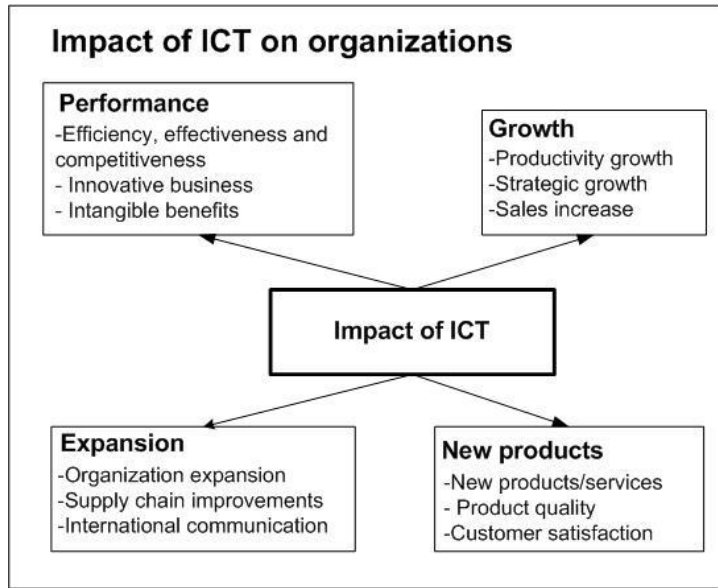 Impact of ICT on organizations
Performance
-Efficiency, effectiveness and
competitiveness
- Innovative business
- Intangible benefits
Growth
-Productivity growth
-Strategic growth
-Sales increase
Impact of ICT
Expansion
-Organization expansion
-Supply chain improvements
-International communication
New products
-New products/services
- Product quality
-Customer satisfaction